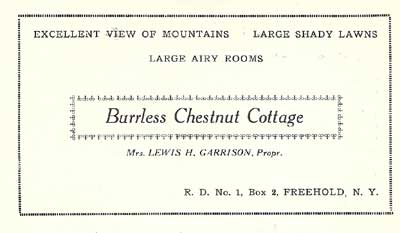 EXCELLENT VIEW OF MOUNTAINS LARGE SHADY LAWNS
LARGE AIRY ROOMS
Burrless Chestnut Cottage
Mrs. LEWIS H. GARRISON, Propr.
R. D. No. 1, Box 2, FREEHOLD, N. Y.